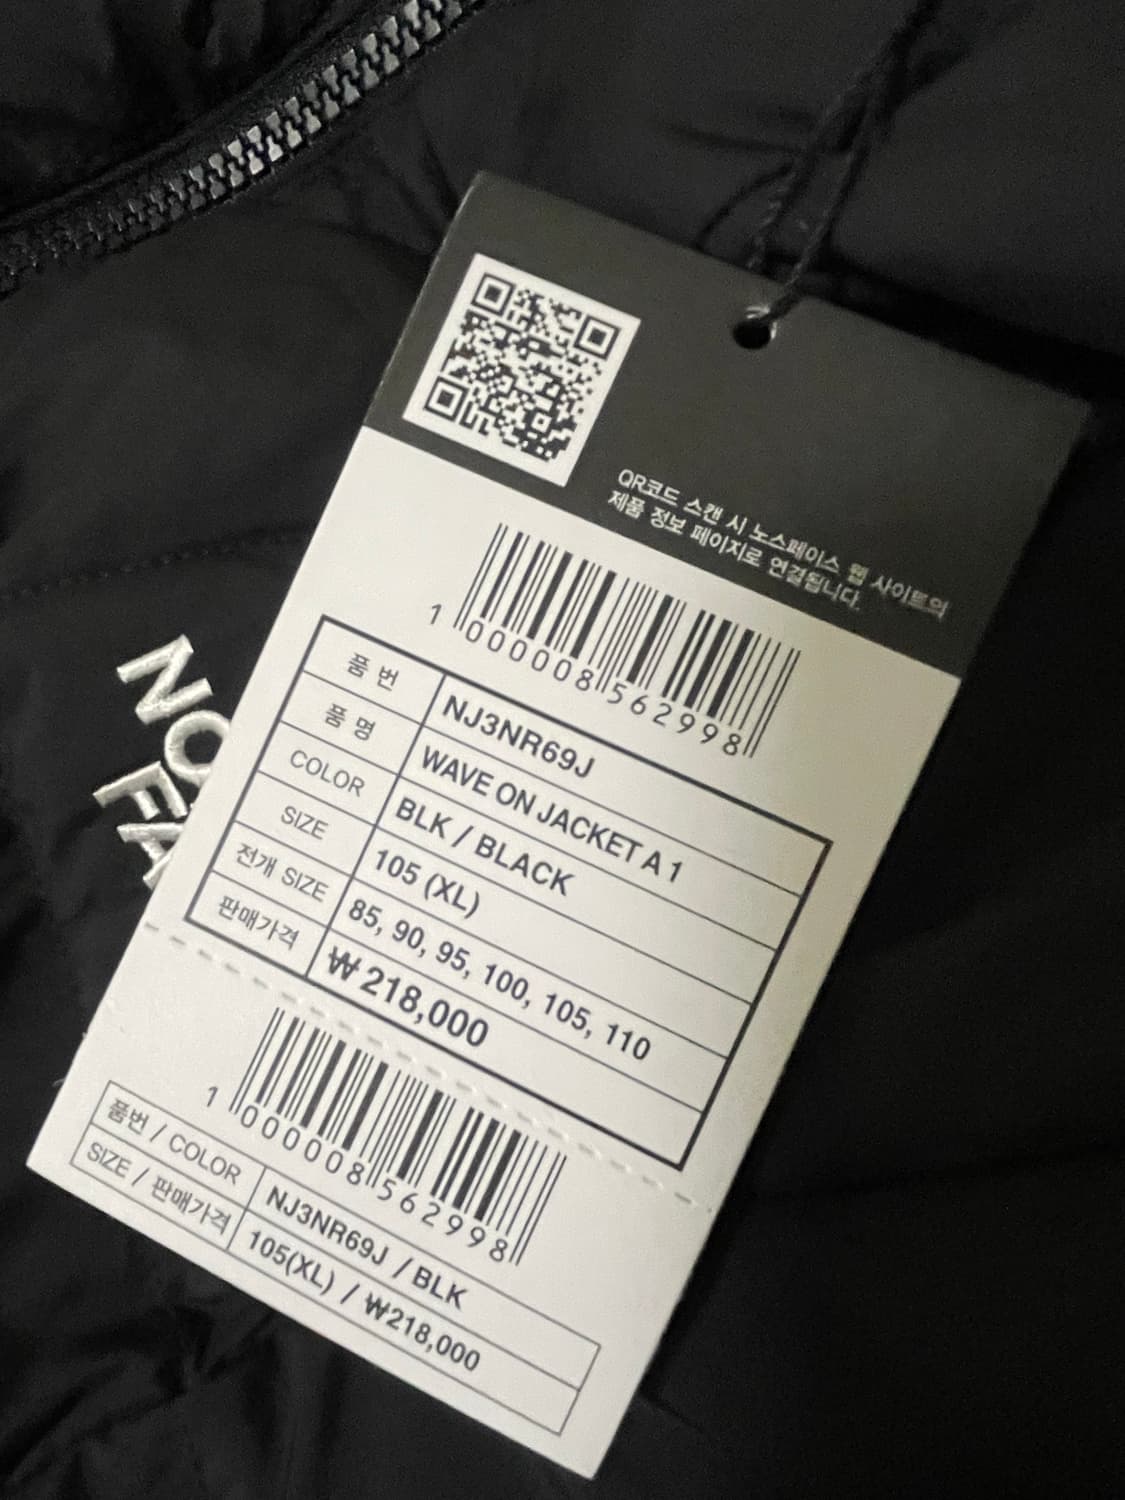 QR코드 스캔 시 노스페이스 웹 사이트의
제품 정보 페이지로 연결됩니다.
1 000008 562998
품 번 NJ3NR69J
품 명 WAVE ON JACKET A 1
COLOR BLK / BLACK
SIZE 105 (XL)
전개 SIZE 85, 90, 95, 100, 105, 110
판매가격 ₩ 218,000
1 000008 562998
품번 / COLOR NJ3NR69J / BLK
SIZE / 판매가격 105(XL) / ₩218,000